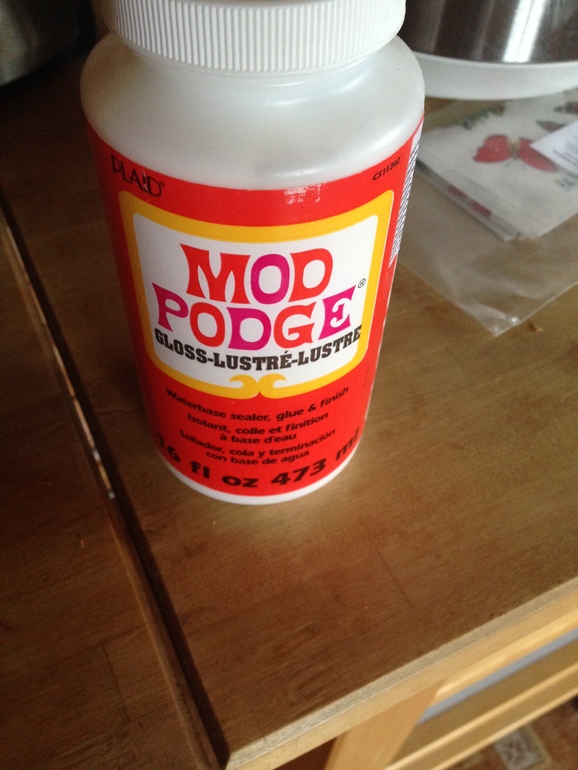 PLAID®
CS11202
MOD
PODGE®
GLOSS-LUSTRÉ-LUSTRE
Waterbase sealer, glue & finish
Isolant, colle et finition
à base d'eau
Sellador, cola y terminación
con base de agua
16 fl oz 473 ml